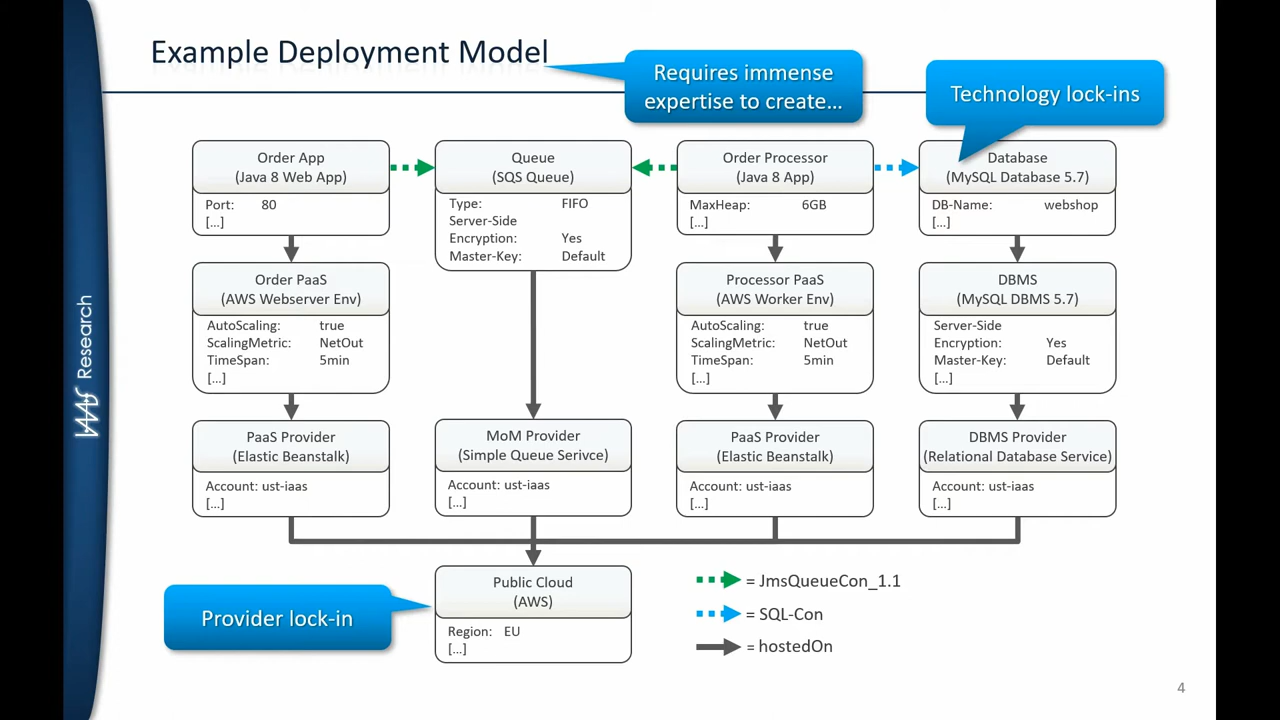 Example Deployment Model
Requires immense
expertise to create…
Technology lock-ins
Order App
(Java 8 Web App)
Port: 80
[…]
Queue
(SQS Queue)
Type: FIFO
Server-Side
Encryption: Yes
Master-Key: Default
Order Processor
(Java 8 App)
MaxHeap: 6GB
[…]
Database
(MySQL Database 5.7)
DB-Name: webshop
[…]
Order PaaS
(AWS Webserver Env)
AutoScaling: true
ScalingMetric: NetOut
TimeSpan: 5min
[…]
Processor PaaS
(AWS Worker Env)
AutoScaling: true
ScalingMetric: NetOut
TimeSpan: 5min
[…]
DBMS
(MySQL DBMS 5.7)
Server-Side
Encryption: Yes
Master-Key: Default
[…]
PaaS Provider
(Elastic Beanstalk)
Account: ust-iaas
[…]
MoM Provider
(Simple Queue Serivce)
Account: ust-iaas
[…]
PaaS Provider
(Elastic Beanstalk)
Account: ust-iaas
[…]
DBMS Provider
(Relational Database Service)
Account: ust-iaas
[…]
Public Cloud
(AWS)
Region: EU
[…]
Provider lock-in
= JmsQueueCon_1.1
= SQL-Con
= hostedOn
IAAS Research
4